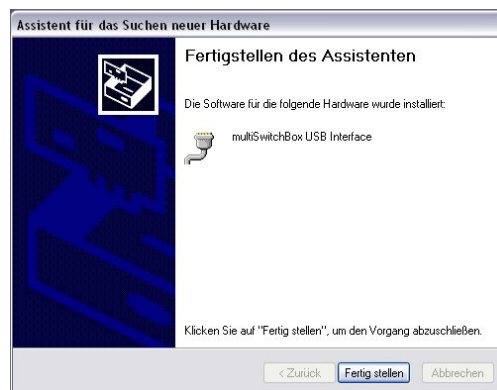 Assistent für das Suchen neuer Hardware
Fertigstellen des Assistenten
Die Software für die folgende Hardware wurde installiert:
multiSwitchBox USB Interface
Klicken Sie auf "Fertig stellen", um den Vorgang abzuschließen.
< Zurück Fertig stellen Abbrechen